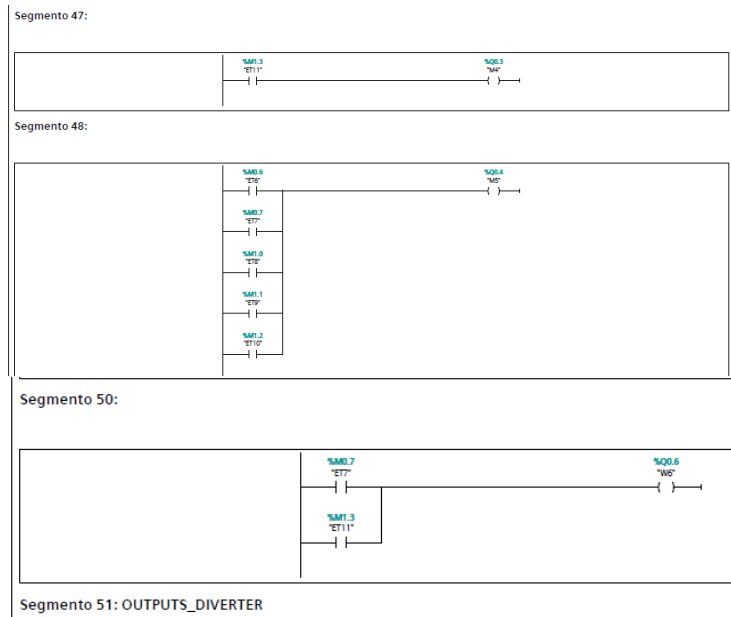 Segmento 47:
%M1.3 %Q0.3
"ET11" "M4"
Segmento 48:
%M0.6 %Q0.4
"ET6" "M5"
%M0.7
"ET7"
%M1.0
"ET8"
%M1.1
"ET9"
%M1.2
"ET10"
Segmento 50:
%M0.7 %Q0.6
"ET7" "W6"
%M1.3
"ET11"
Segmento 51: OUTPUTS_DIVERTER